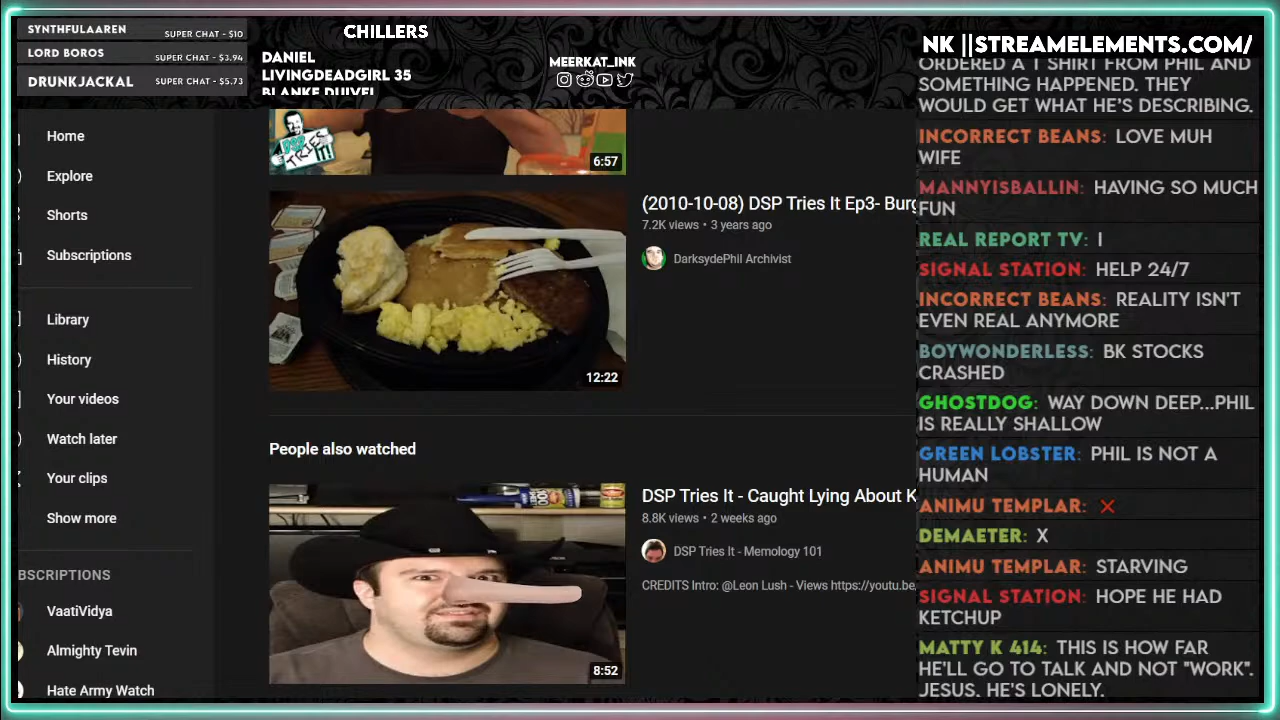 SYNTHFULAAREN SUPER CHAT - $10
LORD BOROS SUPER CHAT - $3.94
DRUNKJACKAL SUPER CHAT - $5.73
CHILLERS
DANIEL
LIVINGDEADGIRL 35
MEERKAT_INK
NK ||STREAMELEMENTS.COM/
Home
Explore
Shorts
Subscriptions
Library
History
Your videos
Watch later
Your clips
Show more
BSCRIPTIONS
VaatiVidya
Almighty Tevin
Hate Army Watch
DSP
TRIES
IT!
6:57
12:22
(2010-10-08) DSP Tries It Ep3- Burg
7.2K views • 3 years ago
DarksydePhil Archivist
People also watched
8:52
DSP Tries It - Caught Lying About K
8.8K views • 2 weeks ago
DSP Tries It - Memology 101
CREDITS Intro: @Leon Lush - Views https://youtu.be
ORDERED A T SHIRT FROM PHIL AND
SOMETHING HAPPENED. THEY
WOULD GET WHAT HE'S DESCRIBING.
INCORRECT BEANS: LOVE MUH
WIFE
MANNYISBALLIN: HAVING SO MUCH
FUN
REAL REPORT TV: I
SIGNAL STATION: HELP 24/7
INCORRECT BEANS: REALITY ISN'T
EVEN REAL ANYMORE
BOYWONDERLESS: BK STOCKS
CRASHED
GHOSTDOG: WAY DOWN DEEP...PHIL
IS REALLY SHALLOW
GREEN LOBSTER: PHIL IS NOT A
HUMAN
ANIMU TEMPLAR: ❌
DEMAETER: X
ANIMU TEMPLAR: STARVING
SIGNAL STATION: HOPE HE HAD
KETCHUP
MATTY K 414: THIS IS HOW FAR
HE'LL GO TO TALK AND NOT "WORK".
JESUS. HE'S LONELY.